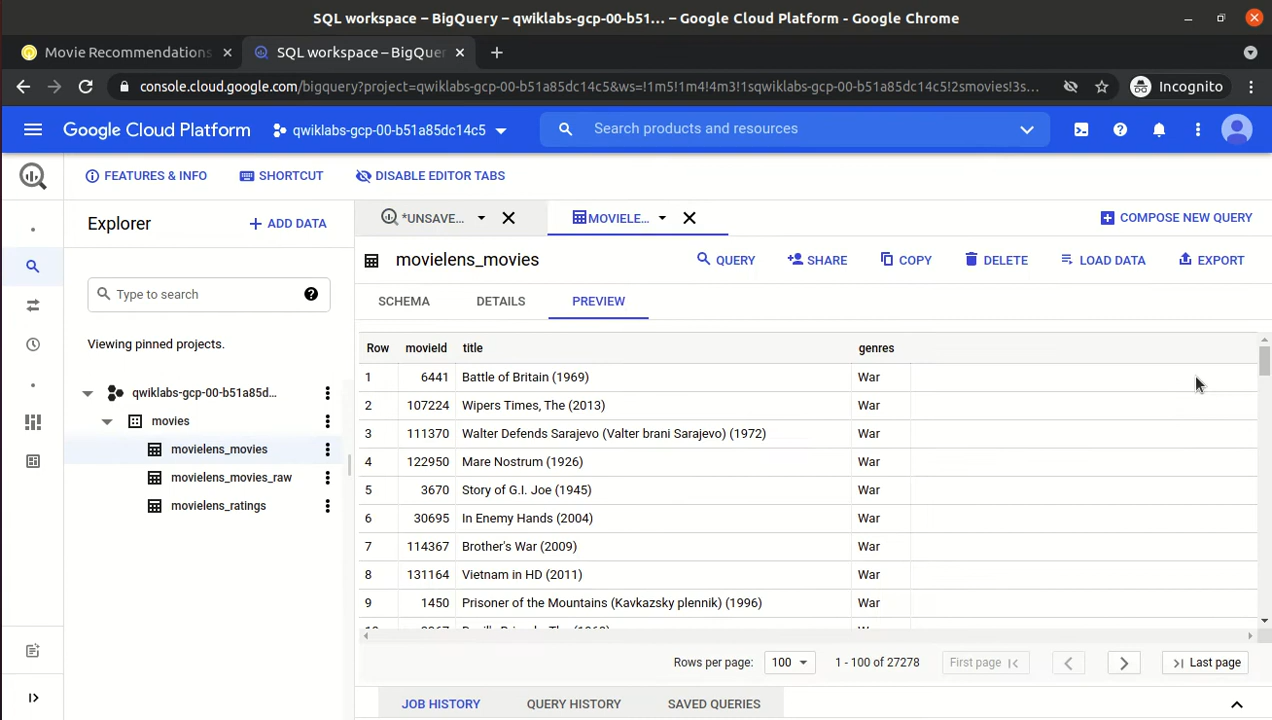 SQL workspace – BigQuery – qwiklabs-gcp-00-b51... – Google Cloud Platform - Google Chrome
Movie Recommendations
SQL workspace – BigQuer
console.cloud.google.com/bigquery?project=qwiklabs-gcp-00-b51a85dc14c5&ws=!1m5!1m4!4m3!1sqwiklabs-gcp-00-b51a85dc14c5!2smovies!3s...
Incognito
Google Cloud Platform
qwiklabs-gcp-00-b51a85dc14c5
Search products and resources
FEATURES & INFO
SHORTCUT
DISABLE EDITOR TABS
Explorer
ADD DATA
*UNSAVE...
MOVIELE...
COMPOSE NEW QUERY
movielens_movies
QUERY
SHARE
COPY
DELETE
LOAD DATA
EXPORT
Type to search
SCHEMA
DETAILS
PREVIEW
Viewing pinned projects.
qwiklabs-gcp-00-b51a85d...
movies
movielens_movies
movielens_movies_raw
movielens_ratings
Row movieId title genres
1 6441 Battle of Britain (1969) War
2 107224 Wipers Times, The (2013) War
3 111370 Walter Defends Sarajevo (Valter brani Sarajevo) (1972) War
4 122950 Mare Nostrum (1926) War
5 3670 Story of G.I. Joe (1945) War
6 30695 In Enemy Hands (2004) War
7 114367 Brother's War (2009) War
8 131164 Vietnam in HD (2011) War
9 1450 Prisoner of the Mountains (Kavkazsky plennik) (1996) War
Rows per page: 100 1 - 100 of 27278 First page Last page
JOB HISTORY
QUERY HISTORY
SAVED QUERIES